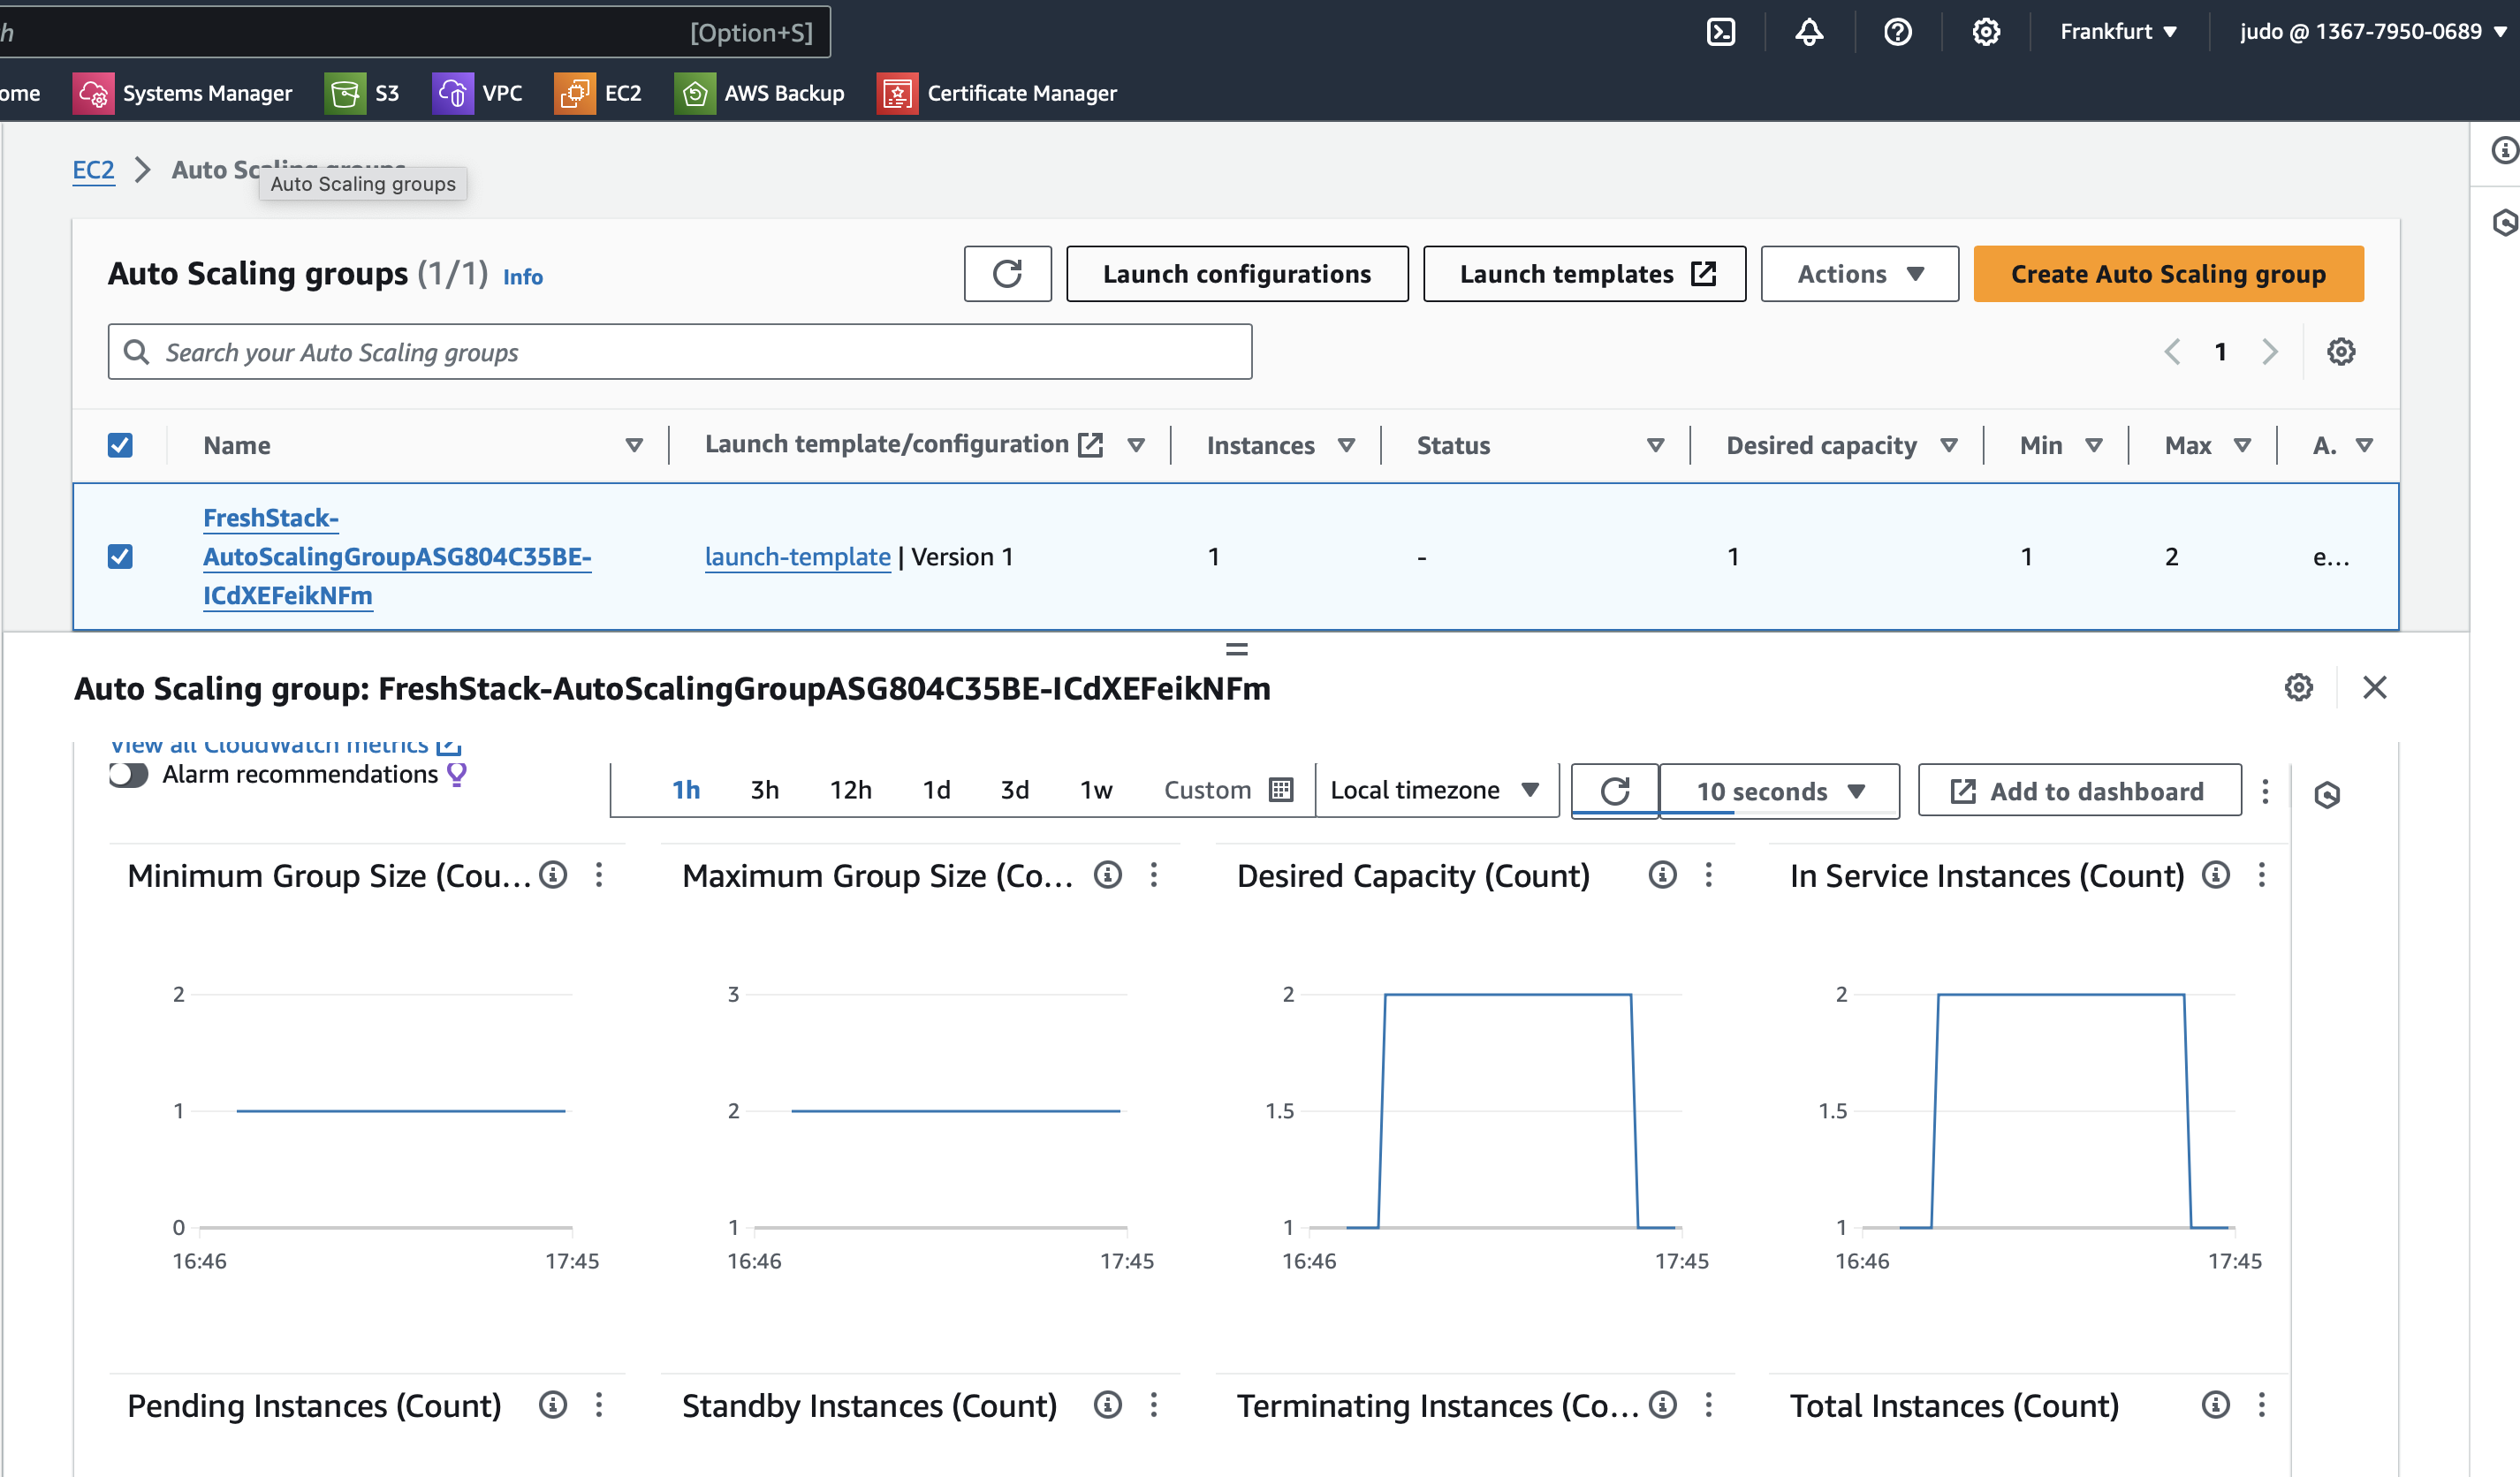 h [Option+S] Frankfurt judo @ 1367-7950-0689
ome Systems Manager S3 VPC EC2 AWS Backup Certificate Manager
EC2 Auto Scaling groups
Auto Scaling groups
Auto Scaling groups (1/1) Info Launch configurations Launch templates Actions Create Auto Scaling group
Search your Auto Scaling groups 1
Name Launch template/configuration Instances Status Desired capacity Min Max A.
FreshStack-
AutoScalingGroupASG804C35BE- launch-template | Version 1 1 - 1 1 2 e...
ICdXEFeikNFm
Auto Scaling group: FreshStack-AutoScalingGroupASG804C35BE-ICdXEFeikNFm
View all CloudWatch metrics
Alarm recommendations 1h 3h 12h 1d 3d 1w Custom Local timezone 10 seconds Add to dashboard
Minimum Group Size (Cou... Maximum Group Size (Co... Desired Capacity (Count) In Service Instances (Count)
2 3 2 2
1 2 1.5 1.5
0 1 1 1
16:46 17:45 16:46 17:45 16:46 17:45 16:46 17:45
Pending Instances (Count) Standby Instances (Count) Terminating Instances (Co... Total Instances (Count)